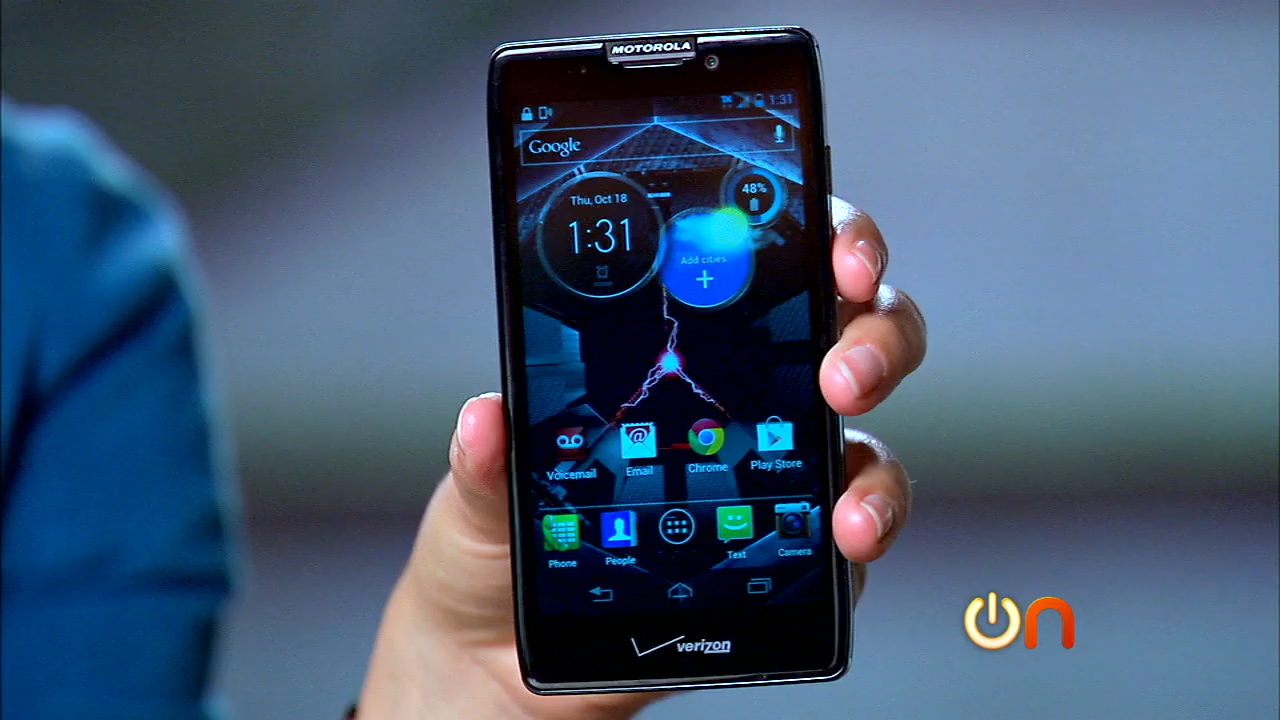 MOTOROLA
1:31
Google
Thu, Oct 18
1:31
48%
Add cities
Voicemail
Email
Chrome
Play Store
Phone
People
Text
Camera
verizon
on